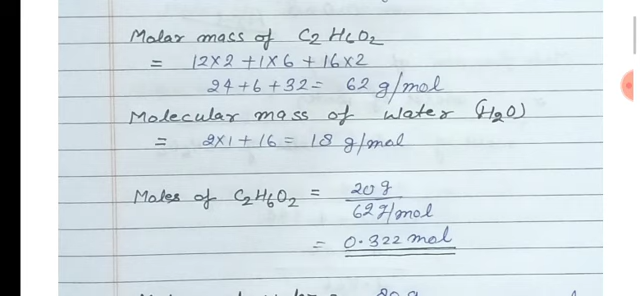 Molar mass of C2H6O2
= 12×2 + 1×6 + 16×2
24+6+32 = 62 g/mol
Molecular mass of water (H2O)
= 2×1 + 16 = 18 g/mol
Moles of C2H6O2 = 20 g
62 g/mol
= 0.322 mol